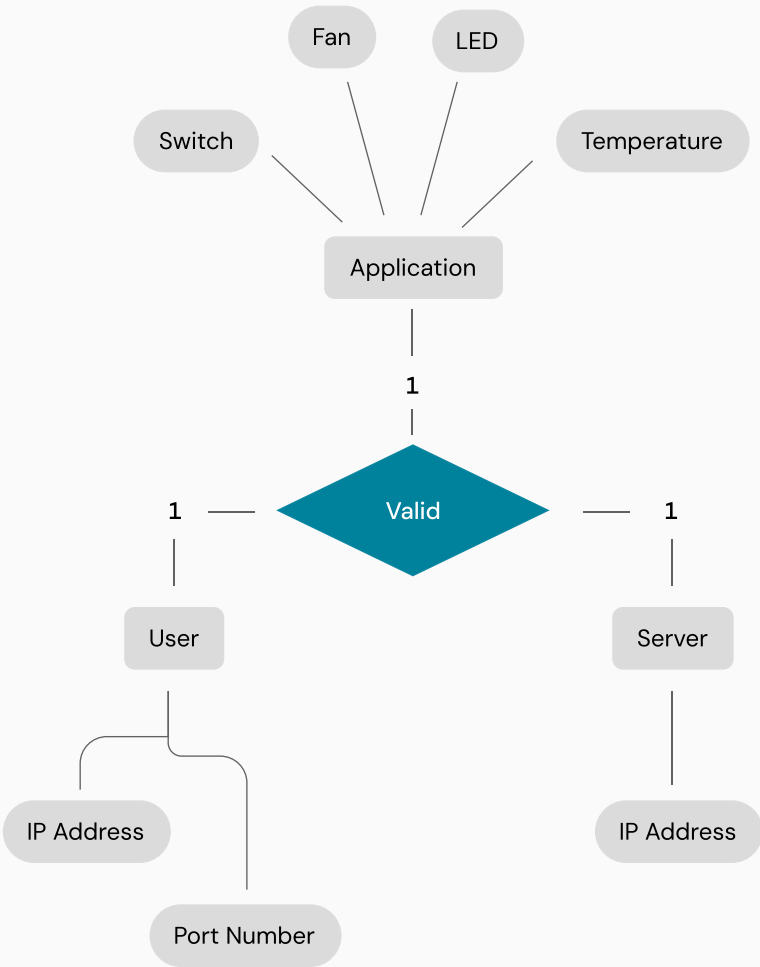 Fan
LED
Switch
Temperature
Application
1
1
Valid
1
User
Server
IP Address
IP Address
Port Number